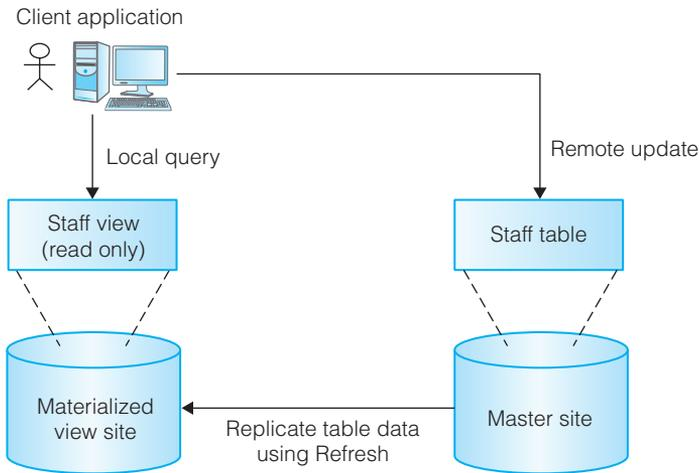 Client application
Local query
Remote update
Staff view
(read only)
Staff table
Materialized
view site
Replicate table data
using Refresh
Master site